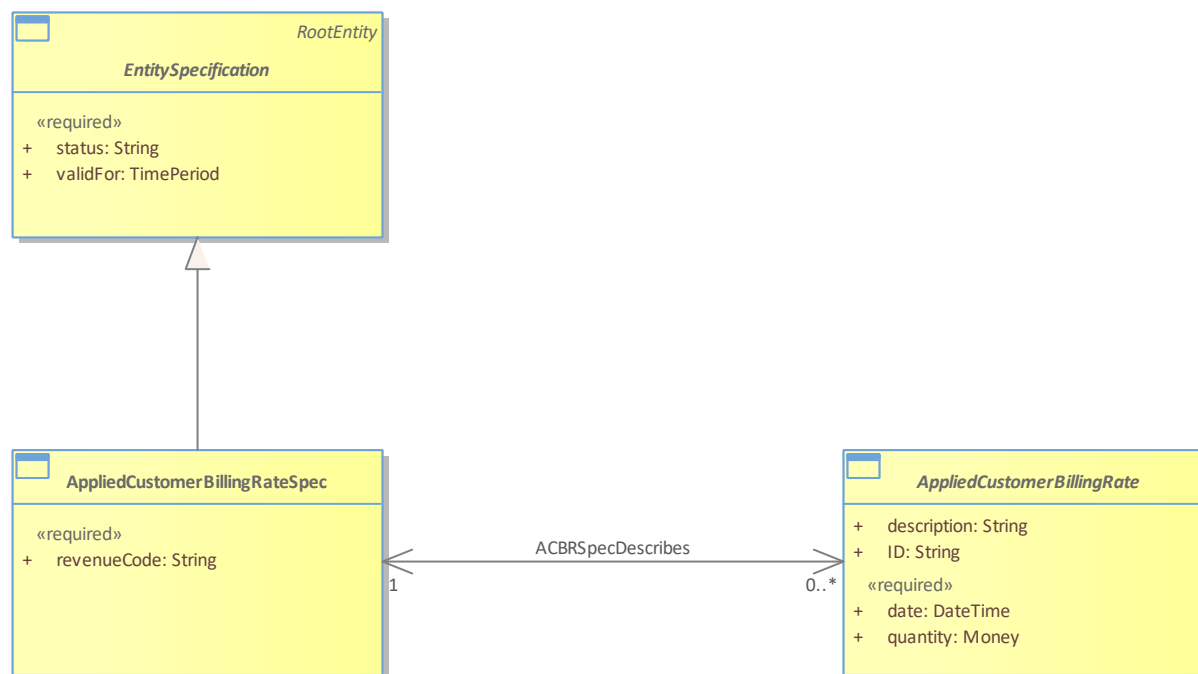 RootEntity
EntitySpecification
«required»
+ status: String
+ validFor: TimePeriod
AppliedCustomerBillingRateSpec
«required»
+ revenueCode: String
ACBRSpecDescribes
1
0..*
AppliedCustomerBillingRate
+ description: String
+ ID: String
«required»
+ date: DateTime
+ quantity: Money